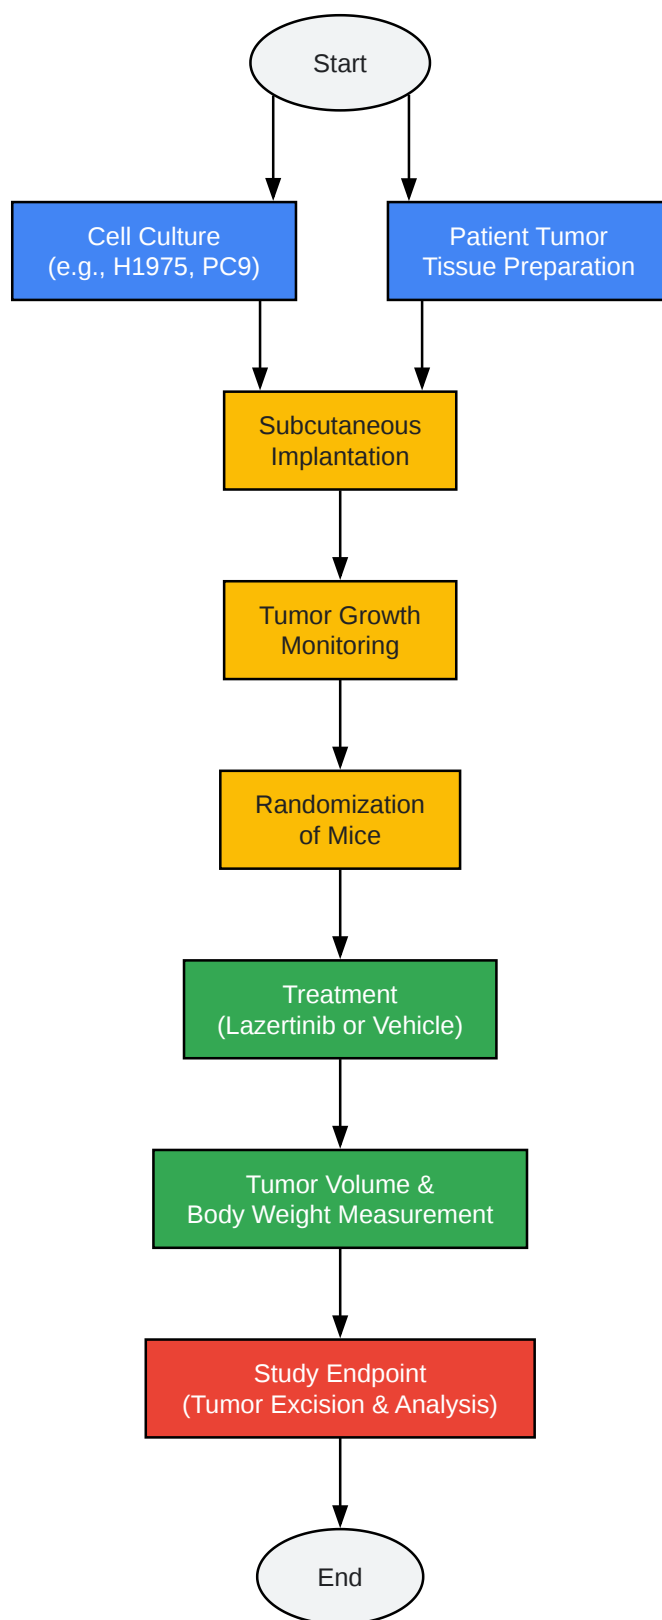 Start
Cell Culture
(e.g., H1975, PC9)
Patient Tumor
Tissue Preparation
Subcutaneous
Implantation
Tumor Growth
Monitoring
Randomization
of Mice
Treatment
(Lazertinib or Vehicle)
Tumor Volume &
Body Weight Measurement
Study Endpoint
(Tumor Excision & Analysis)
End